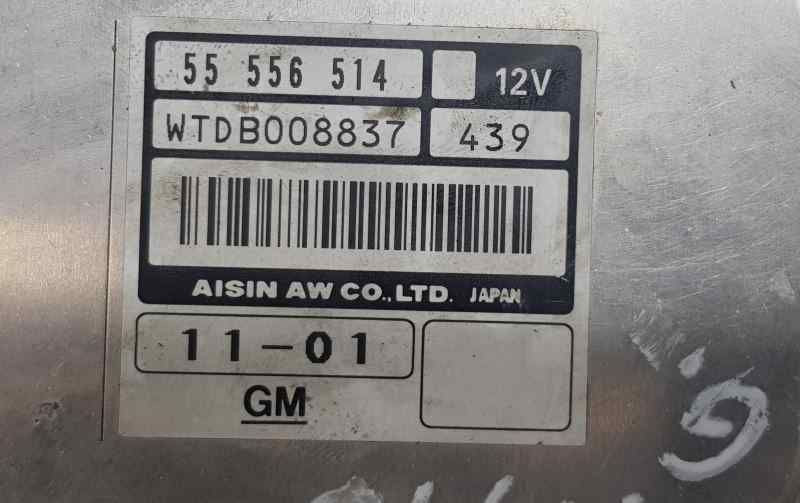 55 556 514 12V
WTDB008837 439
AISIN AW CO.,LTD. JAPAN
11-01
GM